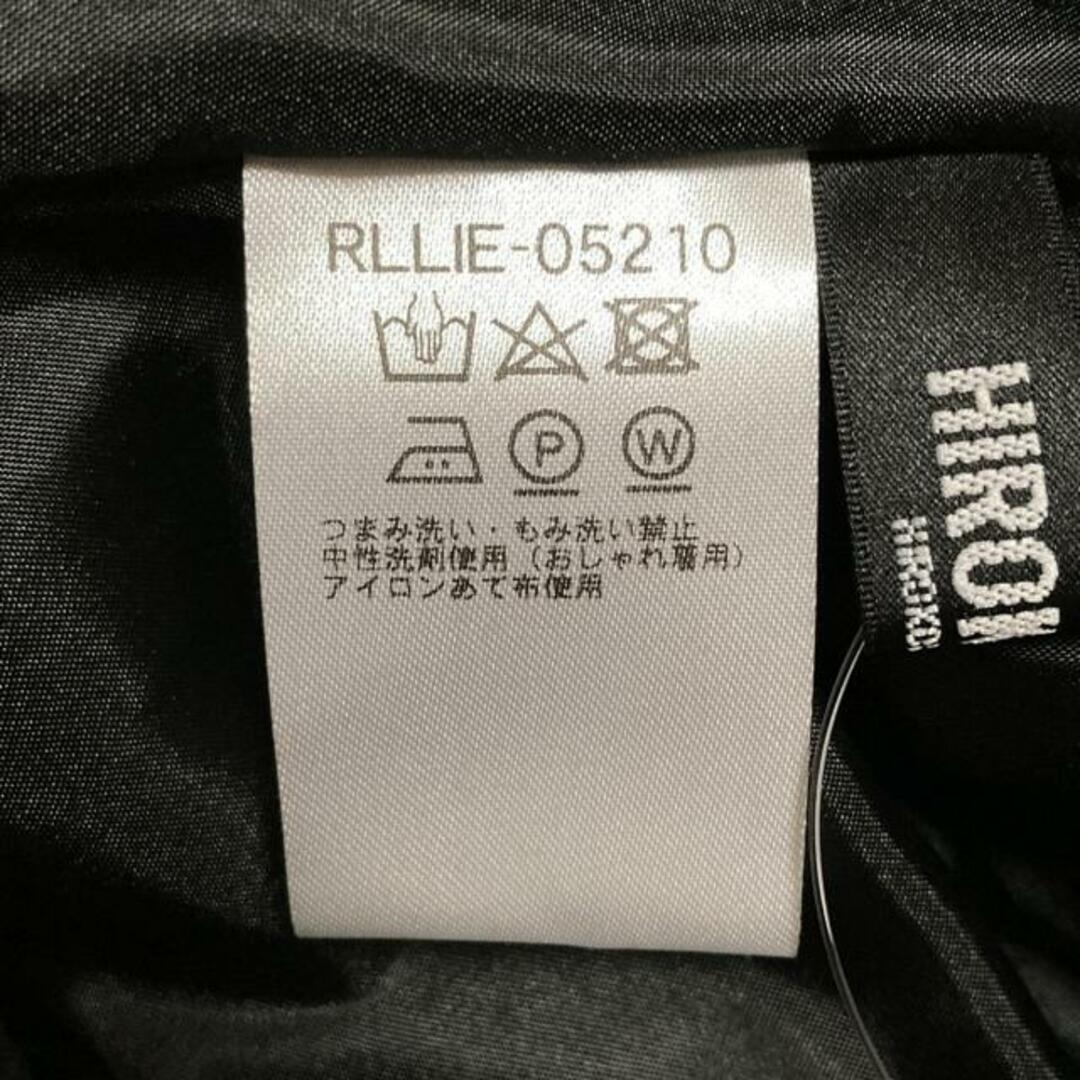 RLLIE-05210
P W
つまみ洗い・もみ洗い禁止
中性洗剤使用（おしゃれ着用）
アイロンあて布使用